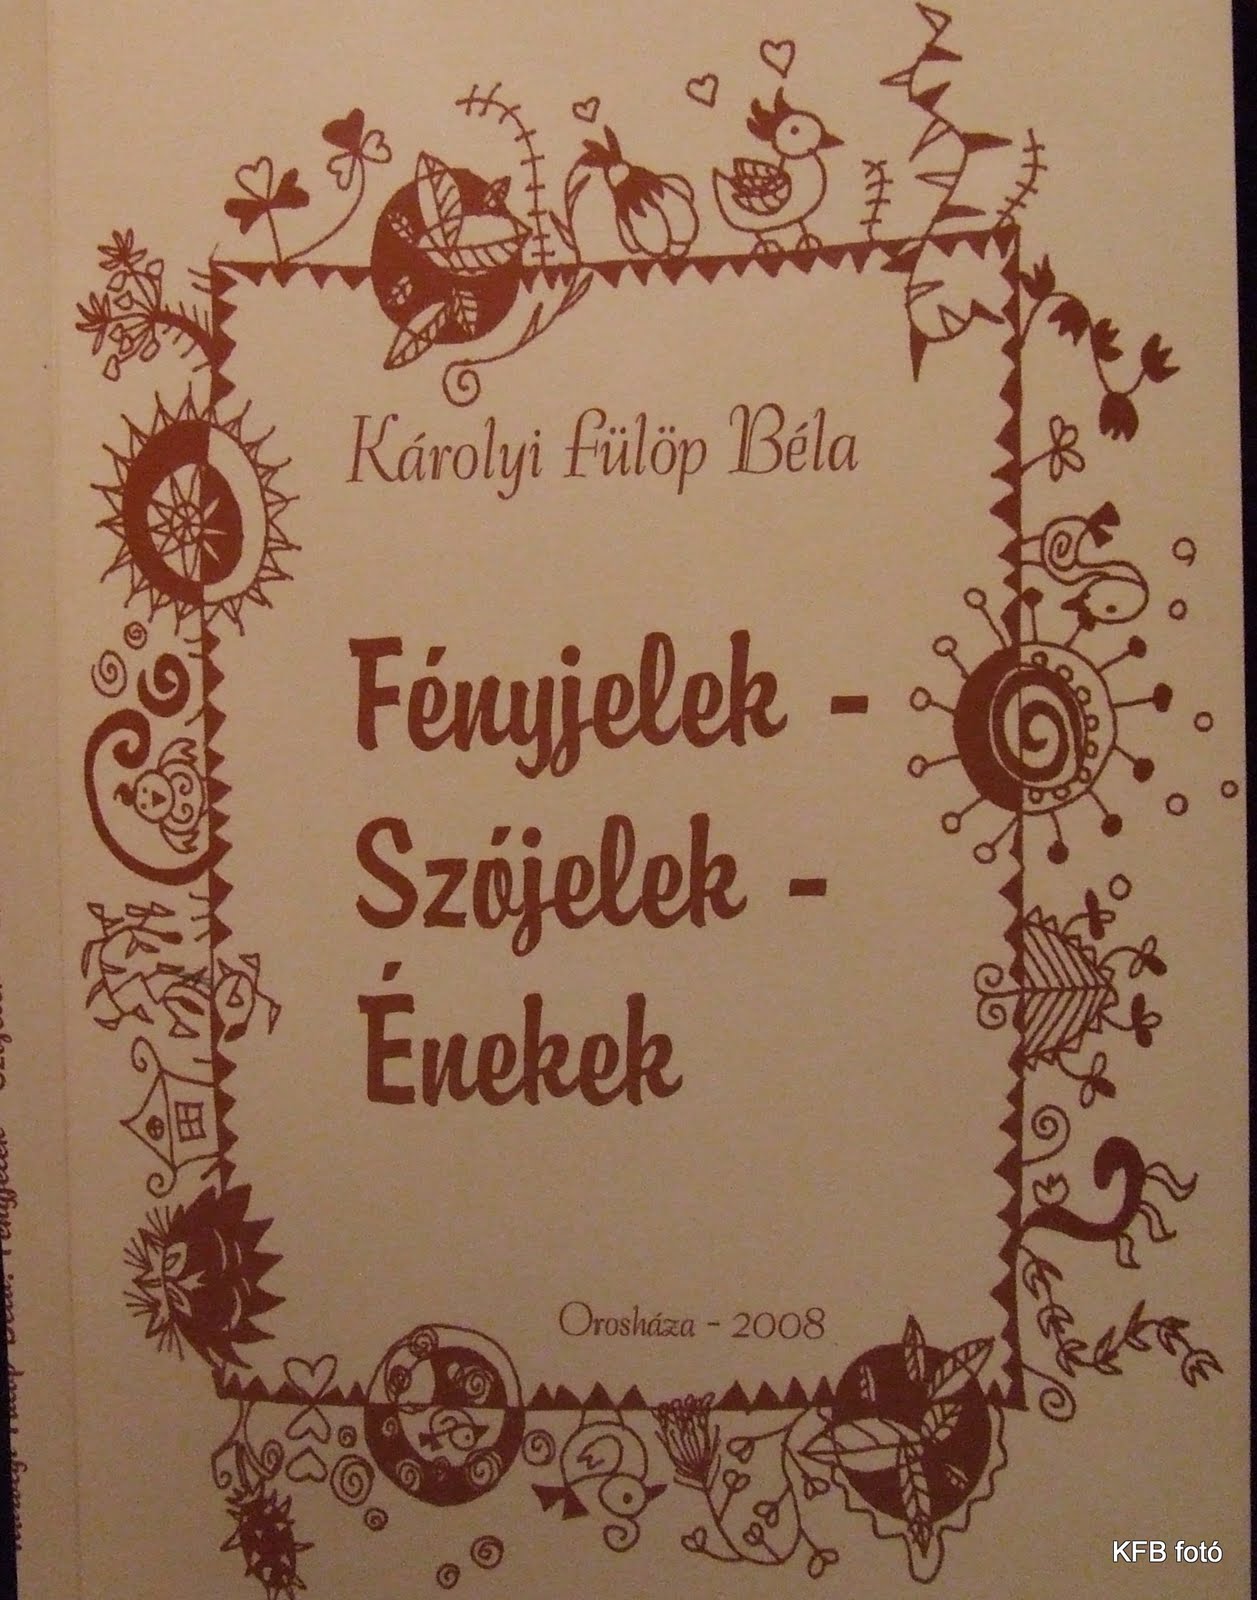 Károlyi Fülöp Béla
Fényjelek -
Szójelek -
Énekek
Orosháza - 2008
KFB fotó